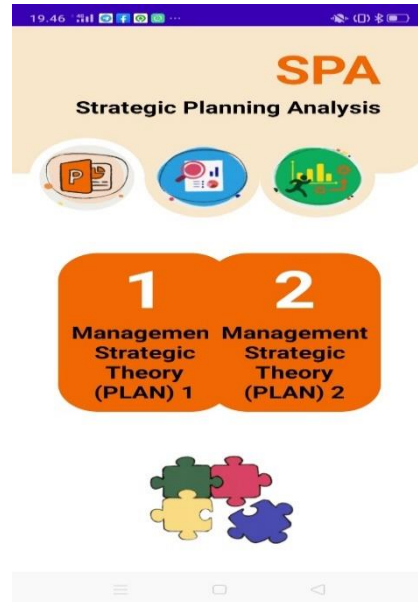 19.46
SPA
Strategic Planning Analysis
P
1
Managemen
Strategic
Theory
(PLAN) 1
2
Management
Strategic
Theory
(PLAN) 2